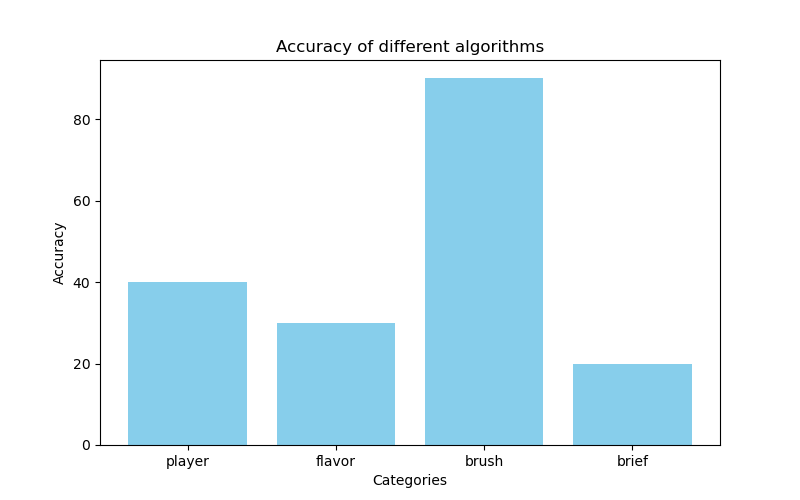 Accuracy of different algorithms
Accuracy
80
60
40
20
0
player flavor brush brief
Categories